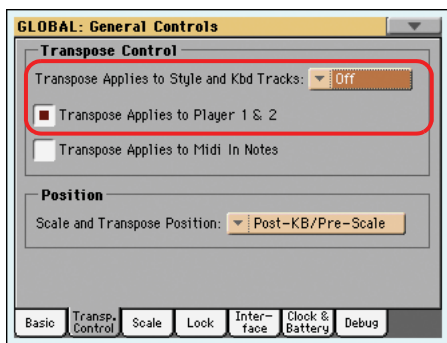 GLOBAL: General Controls
Transpose Control
Transpose Applies to Style and Kbd Tracks: Off
Transpose Applies to Player 1 & 2
Transpose Applies to Midi In Notes
Position
Scale and Transpose Position: Post-KB/Pre-Scale
Basic Transp. Control Scale Lock Inter-face Clock & Battery Debug